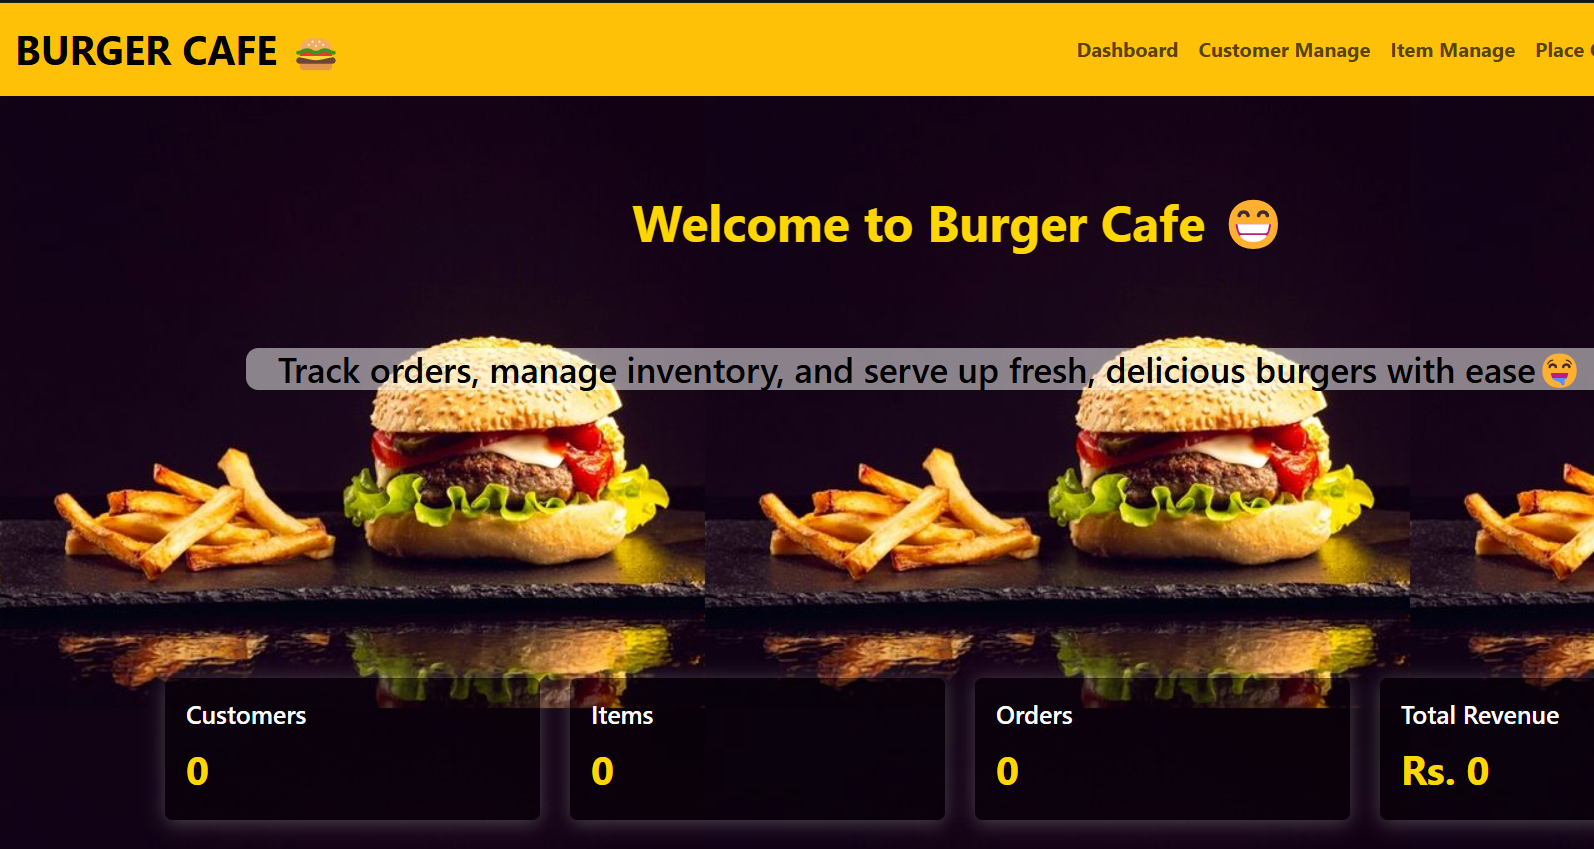 BURGER CAFE 🍔
Dashboard Customer Manage Item Manage Place
Welcome to Burger Cafe 😁
Track orders, manage inventory, and serve up fresh, delicious burgers with ease🤤
Customers
0
Items
0
Orders
0
Total Revenue
Rs. 0